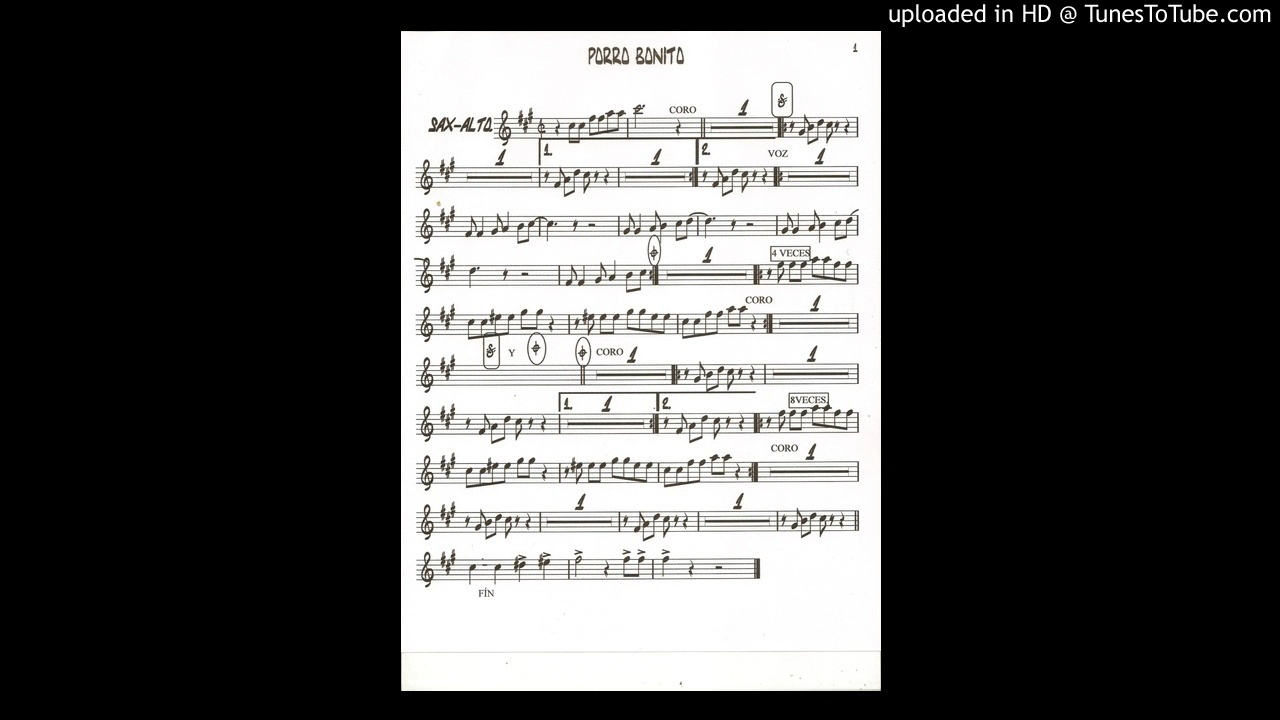 uploaded in HD @ TunesToTube.com
PORRO BONITO
1
SAX-ALTO
CORO
1
1
1.
1
2.
VOZ
1
1
4 VECES
CORO
1
Y
CORO
1
1
1.
1
2.
8VECES
CORO
1
1
1
FÍN